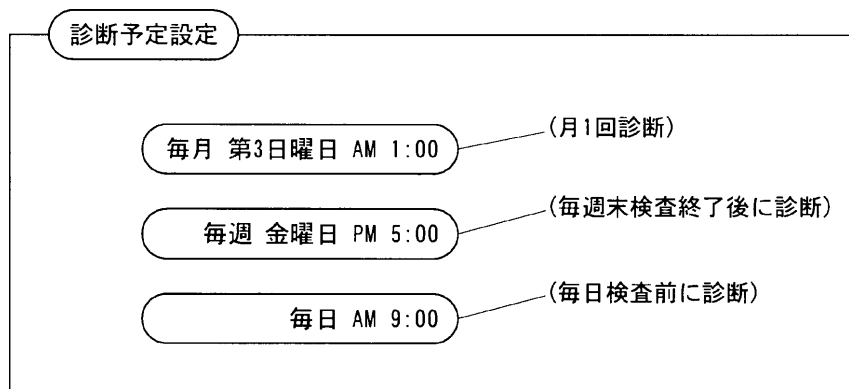 診断予定設定
毎月 第3日曜日 AM 1:00
(月1回診断)
毎週 金曜日 PM 5:00
(毎週末検査終了後に診断)
毎日 AM 9:00
(毎日検査前に診断)